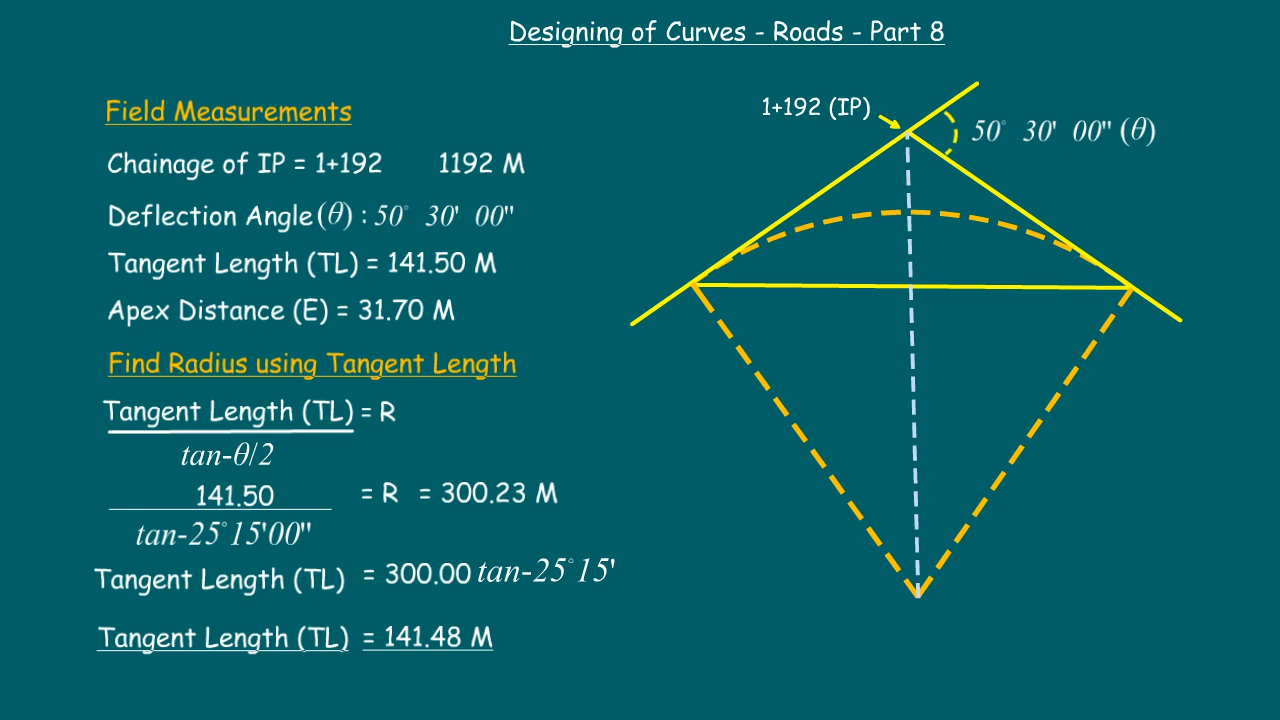 Designing of Curves - Roads - Part 8
Field Measurements
Chainage of IP = 1+192 1192 M
Deflection Angle (θ) : 50° 30' 00"
Tangent Length (TL) = 141.50 M
Apex Distance (E) = 31.70 M
Find Radius using Tangent Length
Tangent Length (TL) = R
tan-θ/2
141.50 = R = 300.23 M
tan-25°15'00"
Tangent Length (TL) = 300.00 tan-25°15'
Tangent Length (TL) = 141.48 M
1+192 (IP)
50° 30' 00" (θ)